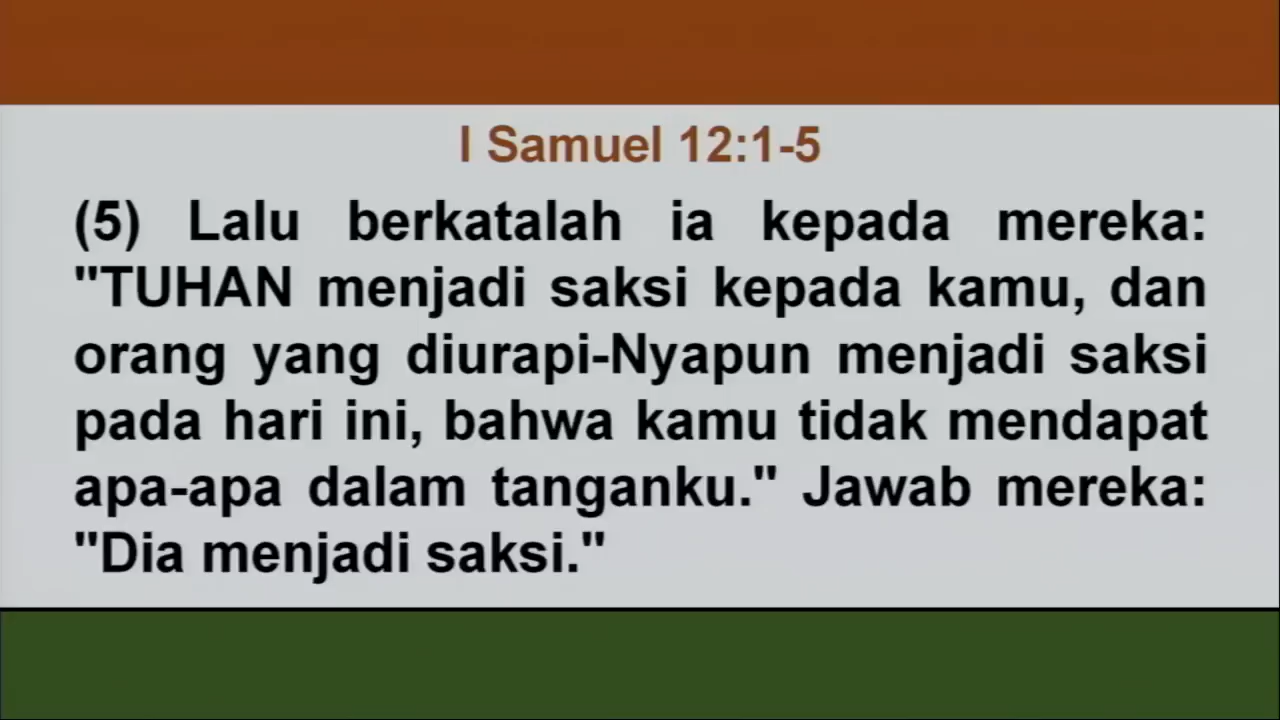 I Samuel 12:1-5
(5) Lalu berkatalah ia kepada mereka:
"TUHAN menjadi saksi kepada kamu, dan
orang yang diurapi-Nyapun menjadi saksi
pada hari ini, bahwa kamu tidak mendapat
apa-apa dalam tanganku." Jawab mereka:
"Dia menjadi saksi."